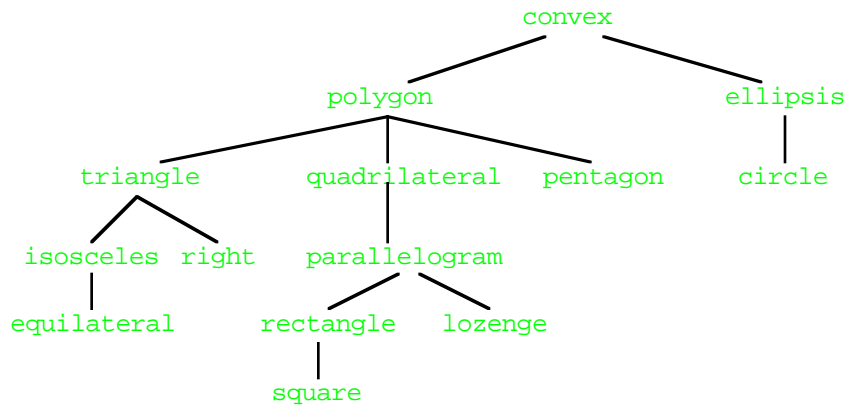 convex
polygon ellipsis
triangle quadrilateral pentagon circle
isosceles right parallelogram
equilateral rectangle lozenge
square